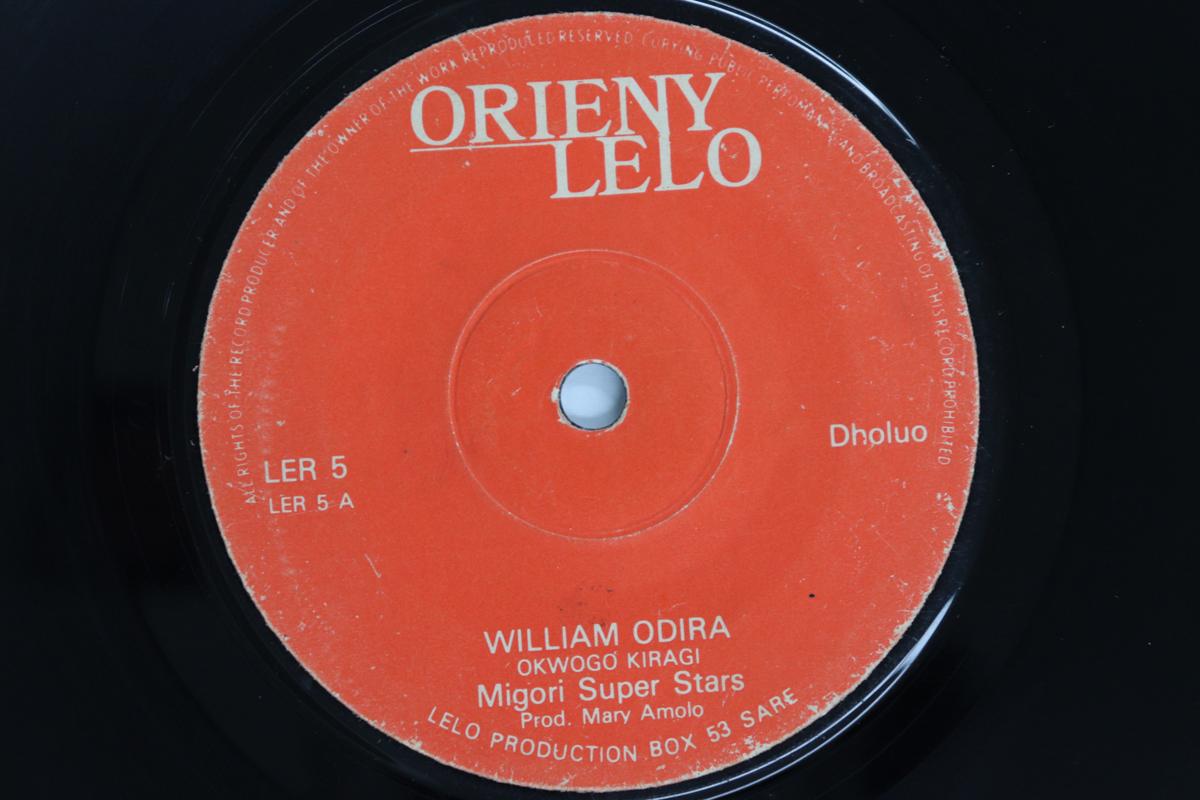 ALL RIGHTS OF THE RECORD PRODUCER AND OF THE OWNER OF THE WORK REPRODUCED RESERVED COPYING PUBLIC PERFOMANCE AND BROADCASTING OF THIS RECORD PROHIBITED
ORIENY
LELO
Dholuo
LER 5
LER 5 A
WILLIAM ODIRA
OKWOGO KIRAGI
Migori Super Stars
Prod. Mary Amolo
LELO PRODUCTION BOX 53 SARE